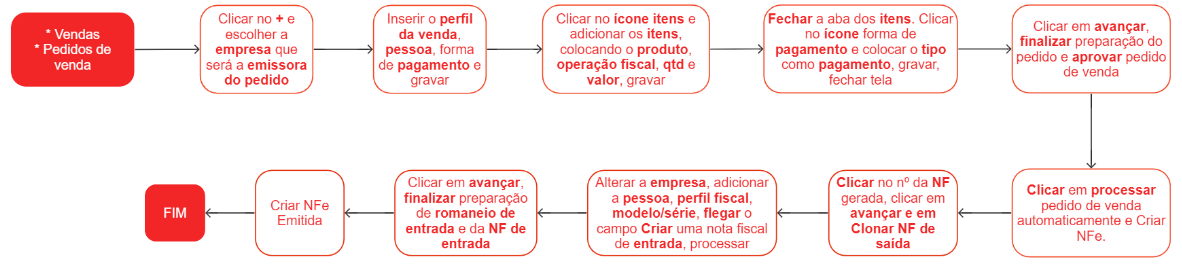 * Vendas
* Pedidos de
venda
Clicar no + e
escolher a
empresa que
será a emissora
do pedido
Inserir o perfil
da venda,
pessoa, forma
de pagamento e
gravar
Clicar no ícone itens e
adicionar os itens,
colocando o produto,
operação fiscal, qtd e
valor, gravar
Fechar a aba dos itens. Clicar
no ícone forma de
pagamento e colocar o tipo
como pagamento, gravar,
fechar tela
Clicar em avançar,
finalizar preparação do
pedido e aprovar pedido
de venda
Clicar em processar
pedido de venda
automaticamente e Criar
NFe.
Clicar no nº da NF
gerada, clicar em
avançar e em
Clonar NF de
saída
Alterar a empresa, adicionar
a pessoa, perfil fiscal,
modelo/série, flegar o
campo Criar uma nota fiscal
de entrada, processar
Clicar em avançar,
finalizar preparação
de romaneio de
entrada e da NF de
entrada
Criar NFe
Emitida
FIM